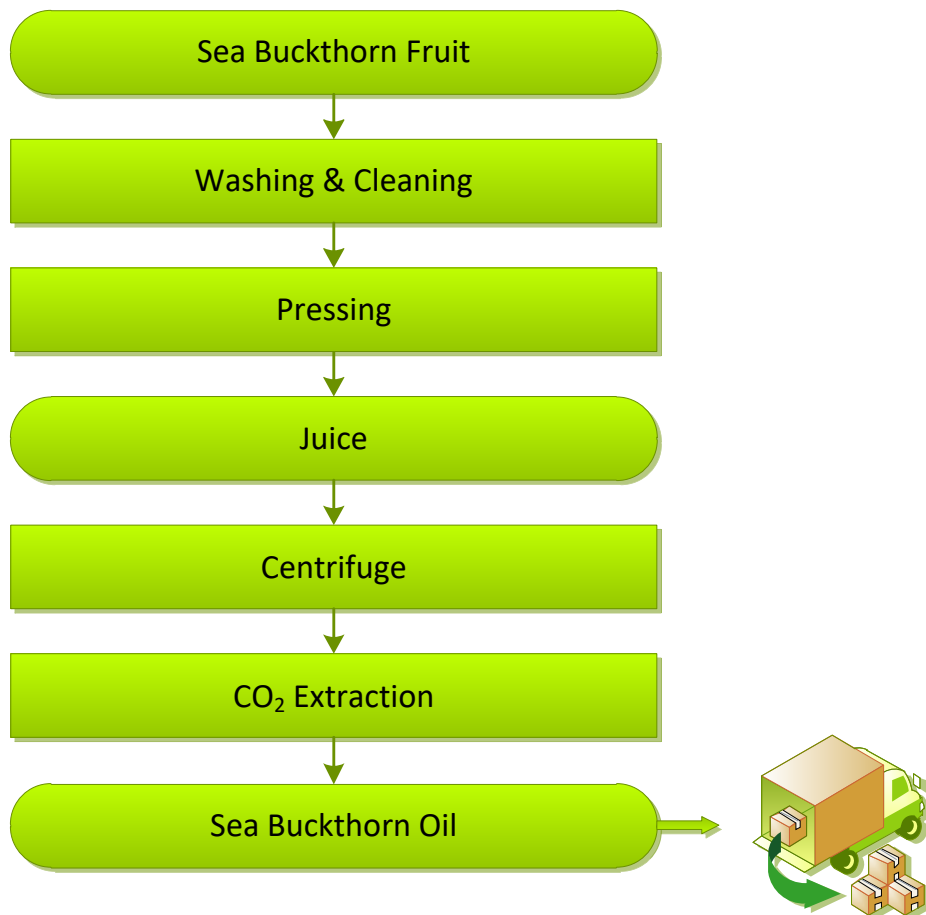 Sea Buckthorn Fruit
Washing & Cleaning
Pressing
Juice
Centrifuge
CO₂ Extraction
Sea Buckthorn Oil